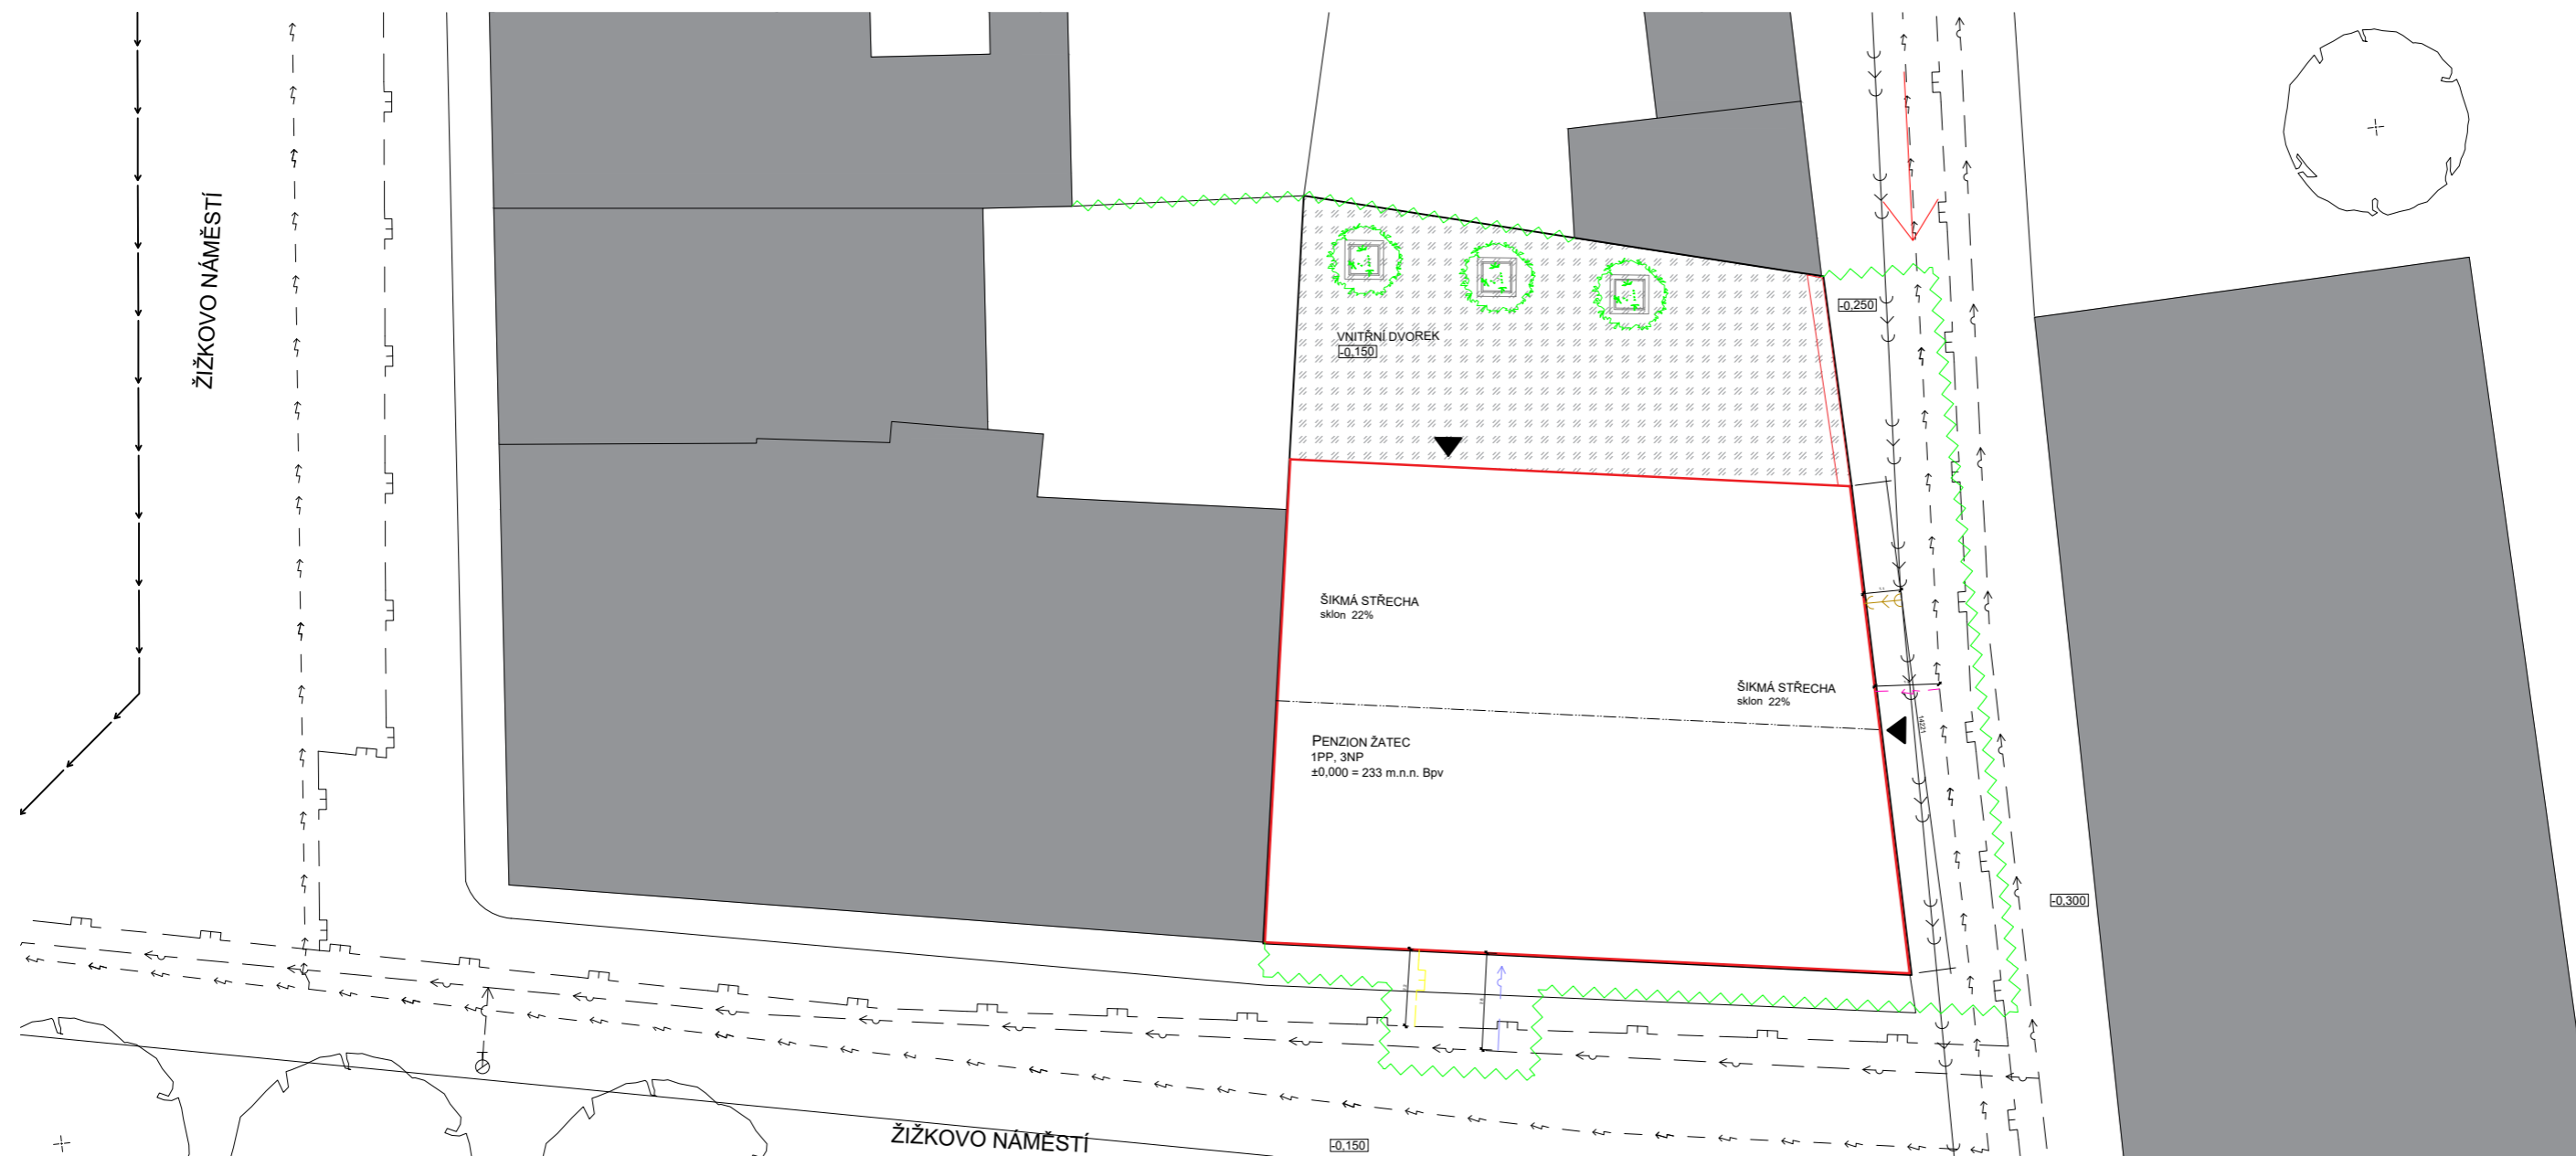 ŽIŽKOVO NÁMĚSTÍ
-0,250
VNITŘNÍ DVOREK
-0,150
ŠIKMÁ STŘECHA
sklon 22%
ŠIKMÁ STŘECHA
sklon 22%
14221
PENZION ŽATEC
1PP, 3NP
±0,000 = 233 m.n.n. Bpv
-0,300
ŽIŽKOVO NÁMĚSTÍ
-0,150